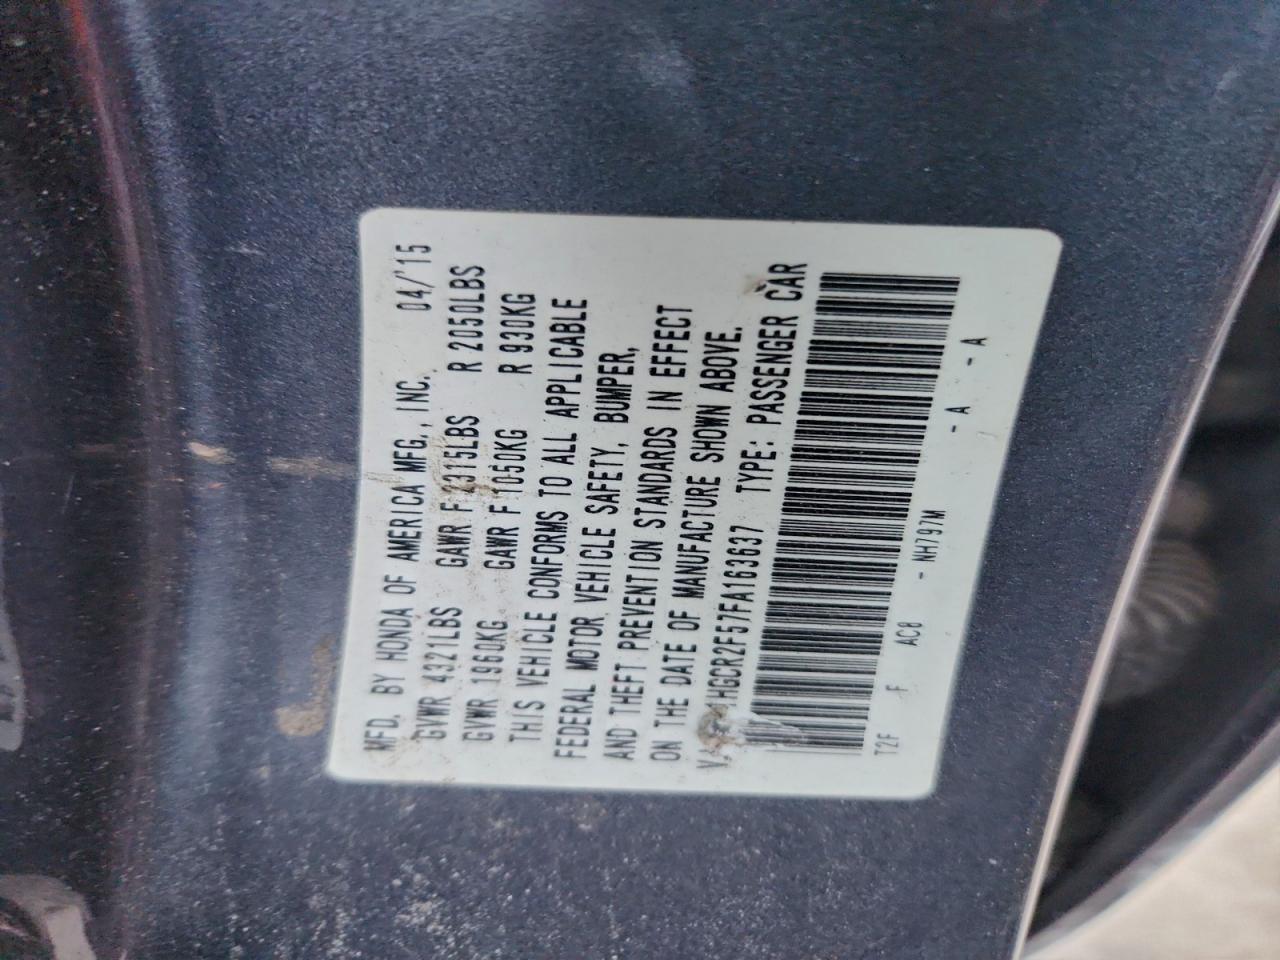 MFD. BY HONDA OF AMERICA MFG., INC. 04/'15
GVWR 4321LBS GAWR F 4315LBS R 2050LBS
GVWR 1960KG GAWR F 1050KG R 930KG
THIS VEHICLE CONFORMS TO ALL APPLICABLE
FEDERAL MOTOR VEHICLE SAFETY, BUMPER,
AND THEFT PREVENTION STANDARDS IN EFFECT
ON THE DATE OF MANUFACTURE SHOWN ABOVE.
HGCR2F57FA163637 TYPE: PASSENGER CAR
T2F F AC8 - NH797M - A - A